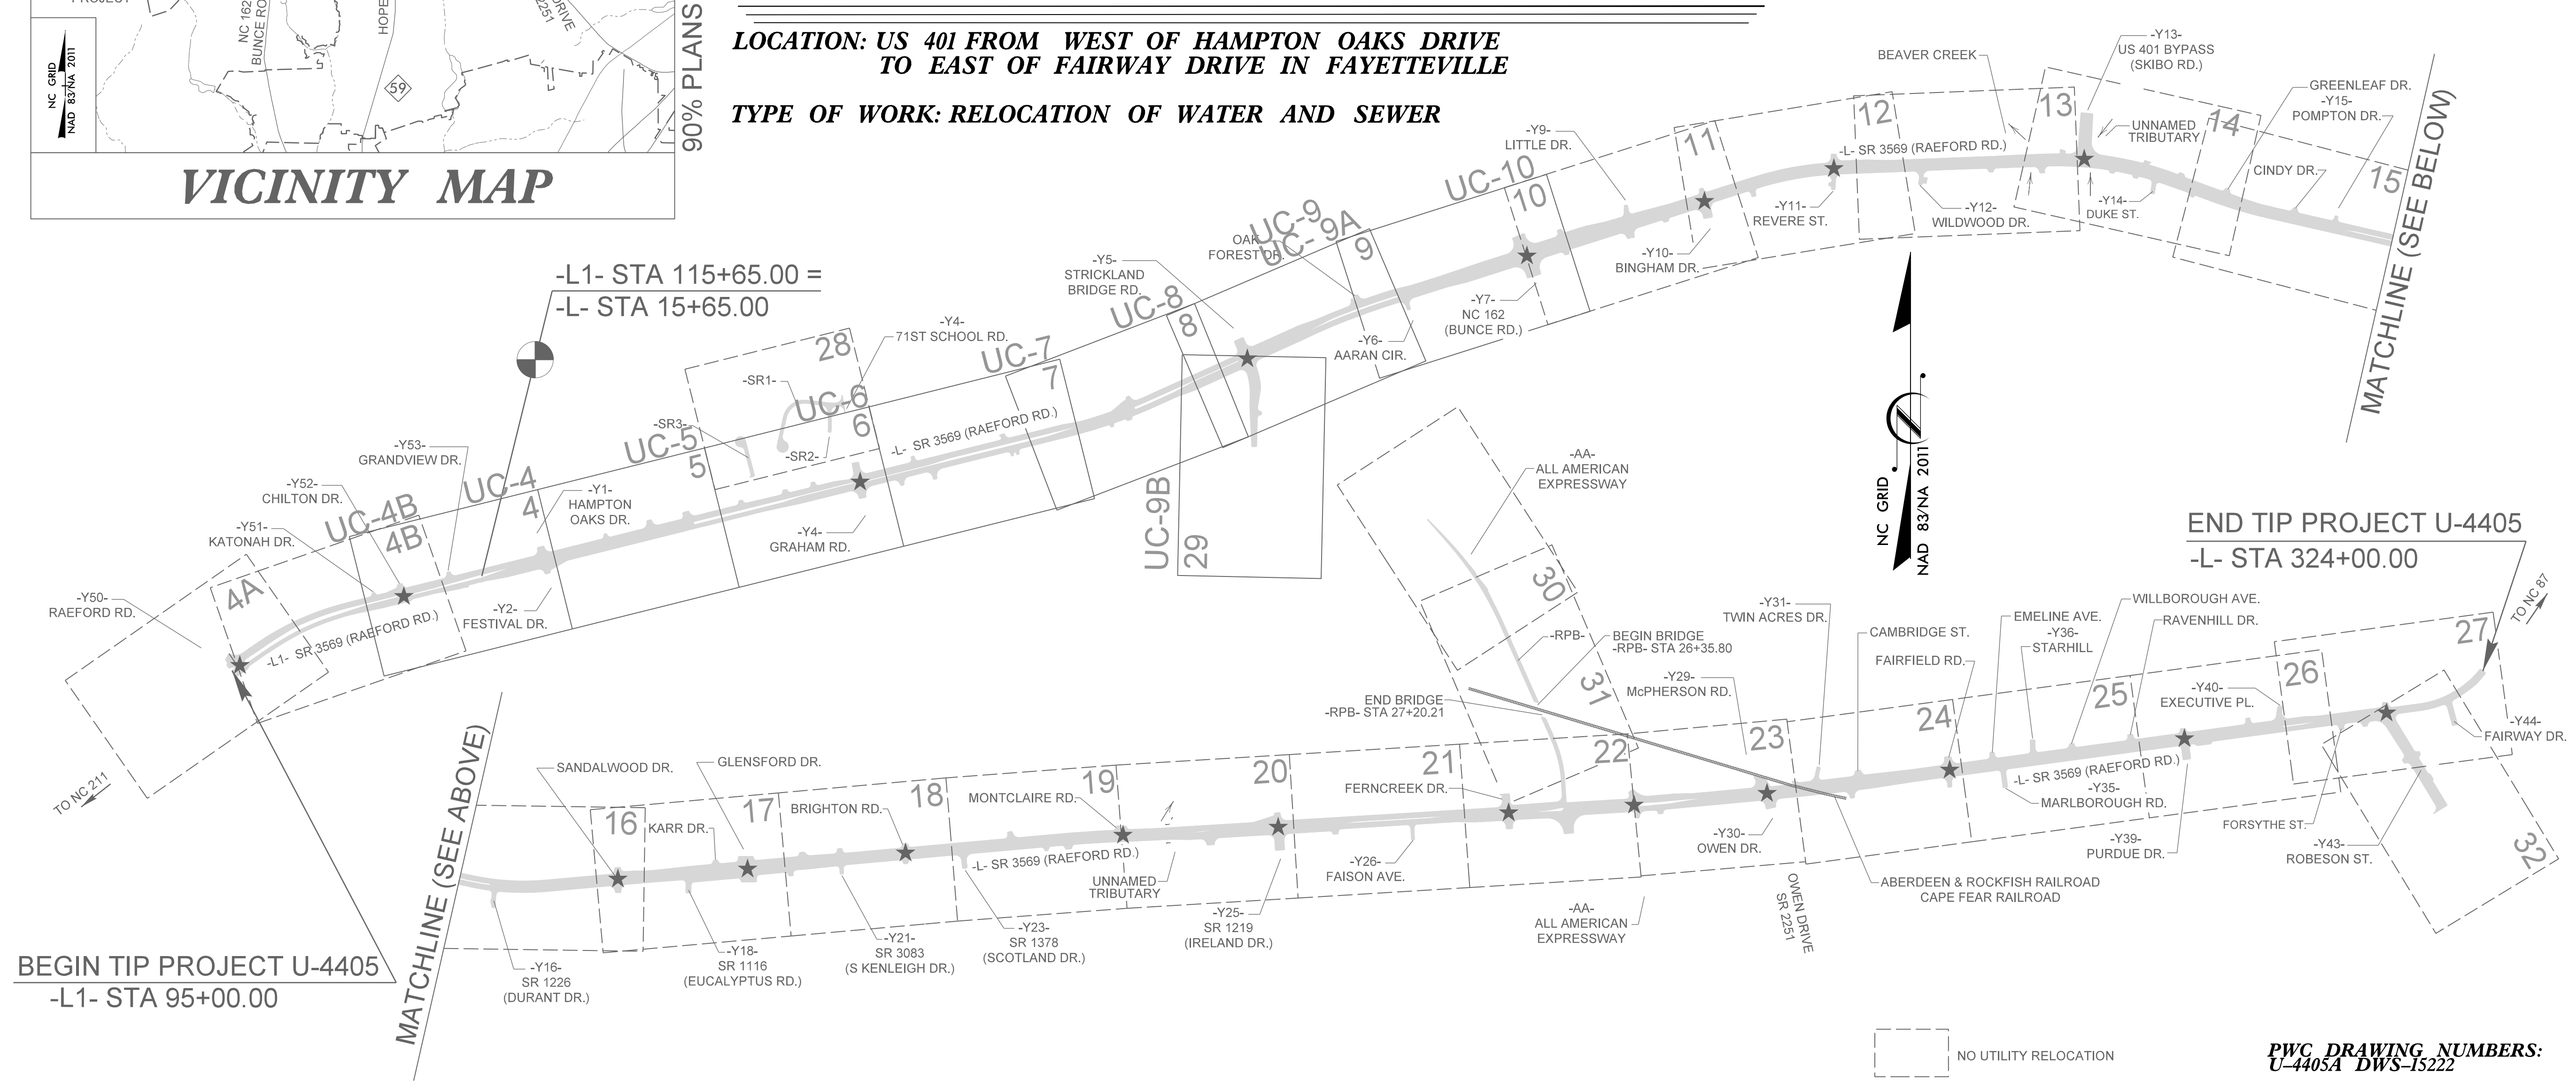 PROJECT
NC 162
BUNCE RO
HOPE
DRIVE
2251
59
NC GRID
NAD 83/NA 2011
VICINITY MAP
90% PLANS
LOCATION: US 401 FROM WEST OF HAMPTON OAKS DRIVE
TO EAST OF FAIRWAY DRIVE IN FAYETTEVILLE
TYPE OF WORK: RELOCATION OF WATER AND SEWER
-L1- STA 115+65.00 =
-L- STA 15+65.00
-Y50-
RAEFORD RD.
4A
-Y51-
KATONAH DR.
-Y52-
CHILTON DR.
-Y53-
GRANDVIEW DR.
UC-4B
4B
-L1- SR 3569 (RAEFORD RD.)
UC-4
4
-Y1-
HAMPTON
OAKS DR.
-Y2-
FESTIVAL DR.
UC-5
5
-SR3-
-SR1-
-SR2-
28
-Y4-
71ST SCHOOL RD.
UC-6
6
-Y4-
GRAHAM RD.
-L- SR 3569 (RAEFORD RD.)
UC-7
7
-Y5-
STRICKLAND
BRIDGE RD.
UC-8
8
UC-9B
29
UC-9
UC- 9A
9
OAK
FOREST DR.
-Y6-
AARAN CIR.
UC-10
10
-Y7-
NC 162
(BUNCE RD.)
-Y9-
LITTLE DR.
11
-Y10-
BINGHAM DR.
-Y11-
REVERE ST.
12
-L- SR 3569 (RAEFORD RD.)
-Y12-
WILDWOOD DR.
BEAVER CREEK
13
-Y13-
US 401 BYPASS
(SKIBO RD.)
UNNAMED
TRIBUTARY
-Y14-
DUKE ST.
14
GREENLEAF DR.
-Y15-
POMPTON DR.
CINDY DR.
15
MATCHLINE (SEE BELOW)
NC GRID
NAD 83/NA 2011
TO NC 211
BEGIN TIP PROJECT U-4405
-L1- STA 95+00.00
MATCHLINE (SEE ABOVE)
-Y16-
SR 1226
(DURANT DR.)
SANDALWOOD DR.
16
KARR DR.
-Y18-
SR 1116
(EUCALYPTUS RD.)
GLENSFORD DR.
17
BRIGHTON RD.
-Y21-
SR 3083
(S KENLEIGH DR.)
18
-Y23-
SR 1378
(SCOTLAND DR.)
-L- SR 3569 (RAEFORD RD.)
MONTCLAIRE RD.
19
UNNAMED
TRIBUTARY
20
-Y25-
SR 1219
(IRELAND DR.)
-Y26-
FAISON AVE.
21
FERNCREEK DR.
-AA-
ALL AMERICAN
EXPRESSWAY
30
-RPB-
BEGIN BRIDGE
-RPB- STA 26+35.80
31
END BRIDGE
-RPB- STA 27+20.21
22
-AA-
ALL AMERICAN
EXPRESSWAY
-Y29-
McPHERSON RD.
23
-Y30-
OWEN DR.
OWEN DRIVE
SR 2251
-Y31-
TWIN ACRES DR.
CAMBRIDGE ST.
FAIRFIELD RD.
24
ABERDEEN & ROCKFISH RAILROAD
CAPE FEAR RAILROAD
EMELINE AVE.
-Y36-
STARHILL
WILLBOROUGH AVE.
RAVENHILL DR.
25
-L- SR 3569 (RAEFORD RD.)
-Y35-
MARLBOROUGH RD.
-Y39-
PURDUE DR.
-Y40-
EXECUTIVE PL.
26
FORSYTHE ST.
-Y43-
ROBESON ST.
27
-Y44-
FAIRWAY DR.
32
TO NC 87
END TIP PROJECT U-4405
-L- STA 324+00.00
NO UTILITY RELOCATION
PWC DRAWING NUMBERS:
U-4405A DWS-15222